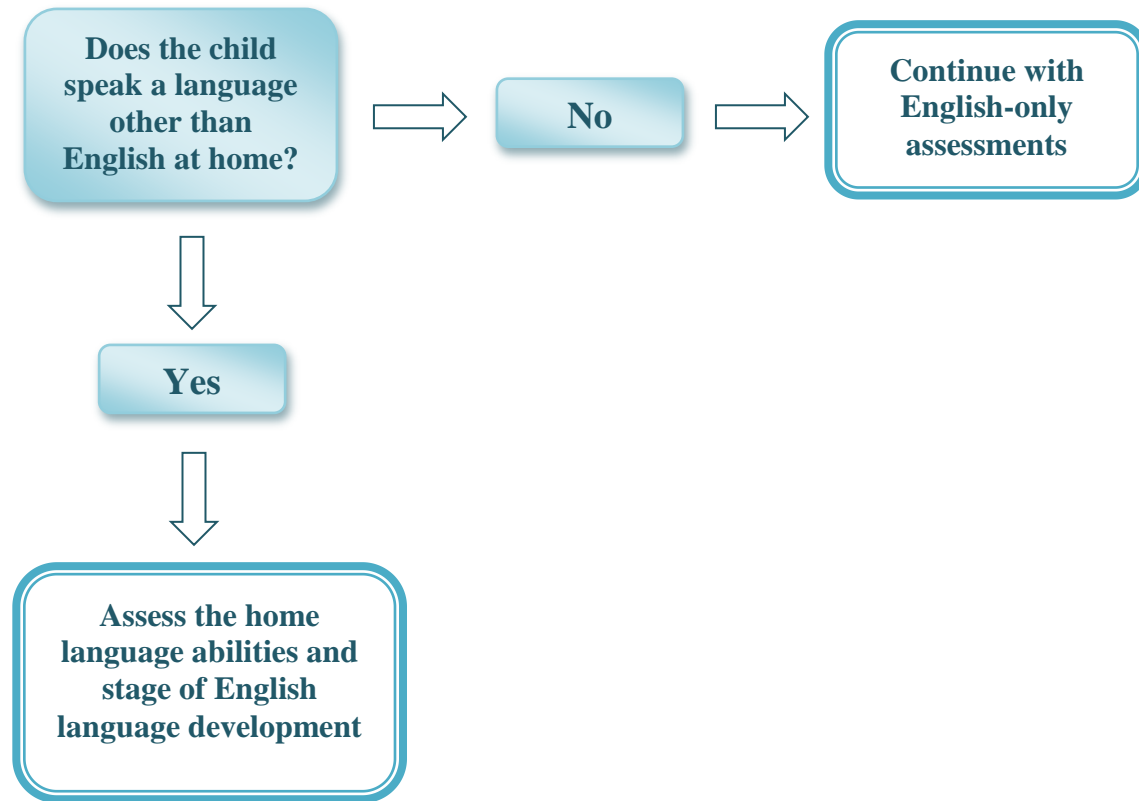 Does the child
speak a language
other than
English at home?
No
Continue with
English-only
assessments
Yes
Assess the home
language abilities and
stage of English
language development